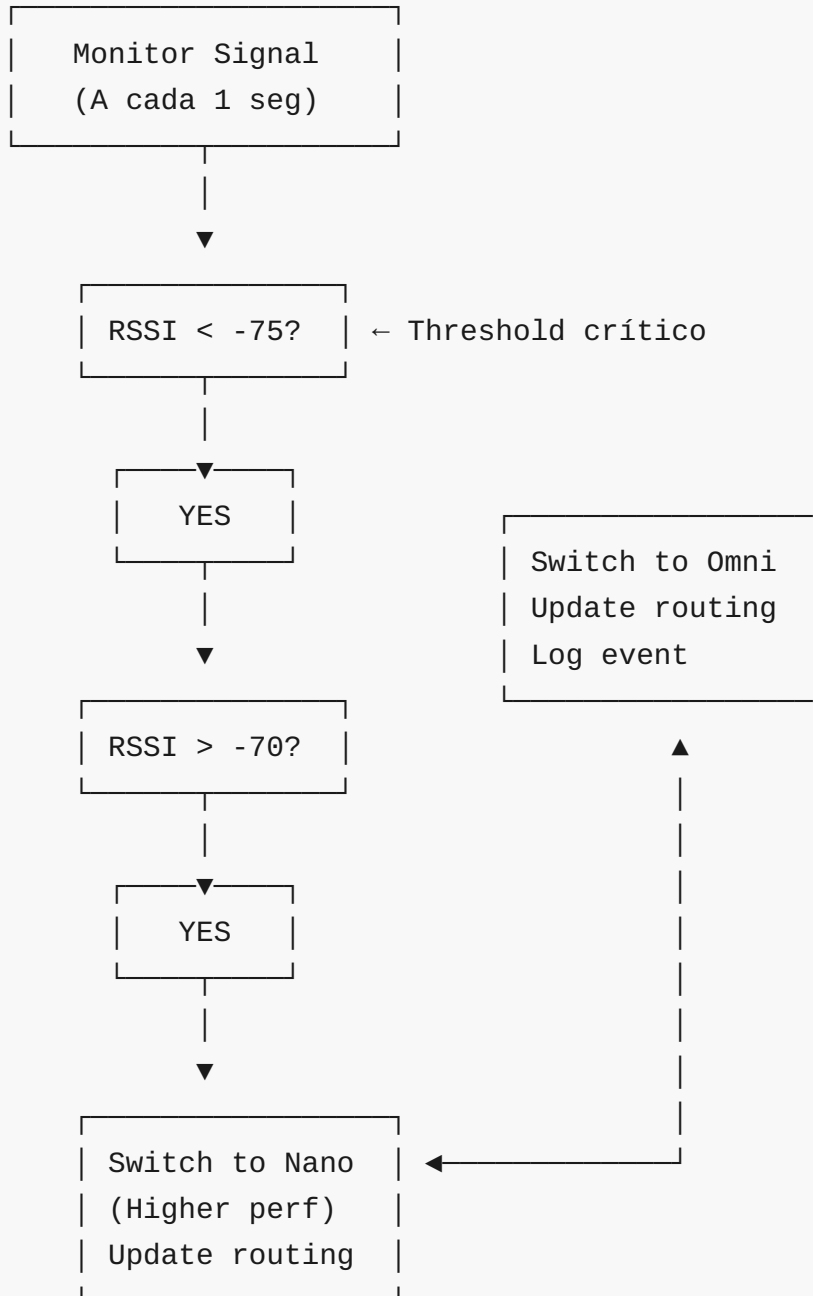 Monitor Signal
(A cada 1 seg)
RSSI < -75? ← Threshold crítico
YES
Switch to Omni
Update routing
Log event
RSSI > -70?
YES
Switch to Nano
(Higher perf)
Update routing